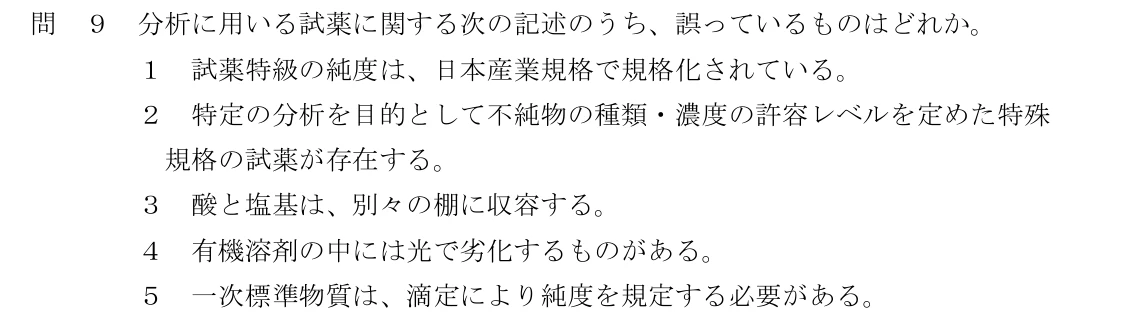 問　９　分析に用いる試薬に関する次の記述のうち、誤っているものはどれか。
１　試薬特級の純度は、日本産業規格で規格化されている。
２　特定の分析を目的として不純物の種類・濃度の許容レベルを定めた特殊
規格の試薬が存在する。
３　酸と塩基は、別々の棚に収容する。
４　有機溶剤の中には光で劣化するものがある。
５　一次標準物質は、滴定により純度を規定する必要がある。